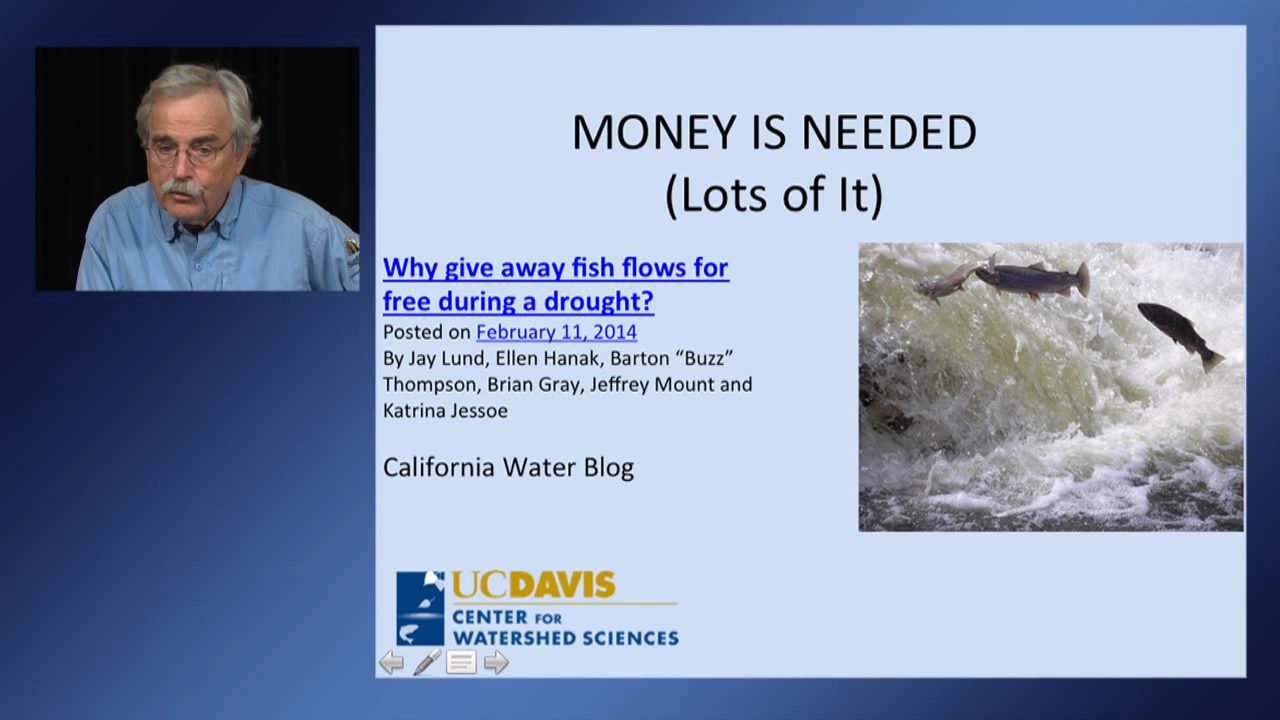 MONEY IS NEEDED
(Lots of It)
Why give away fish flows for
free during a drought?
Posted on February 11, 2014
By Jay Lund, Ellen Hanak, Barton “Buzz”
Thompson, Brian Gray, Jeffrey Mount and
Katrina Jessoe
California Water Blog
UCDAVIS
CENTER FOR
WATERSHED SCIENCES